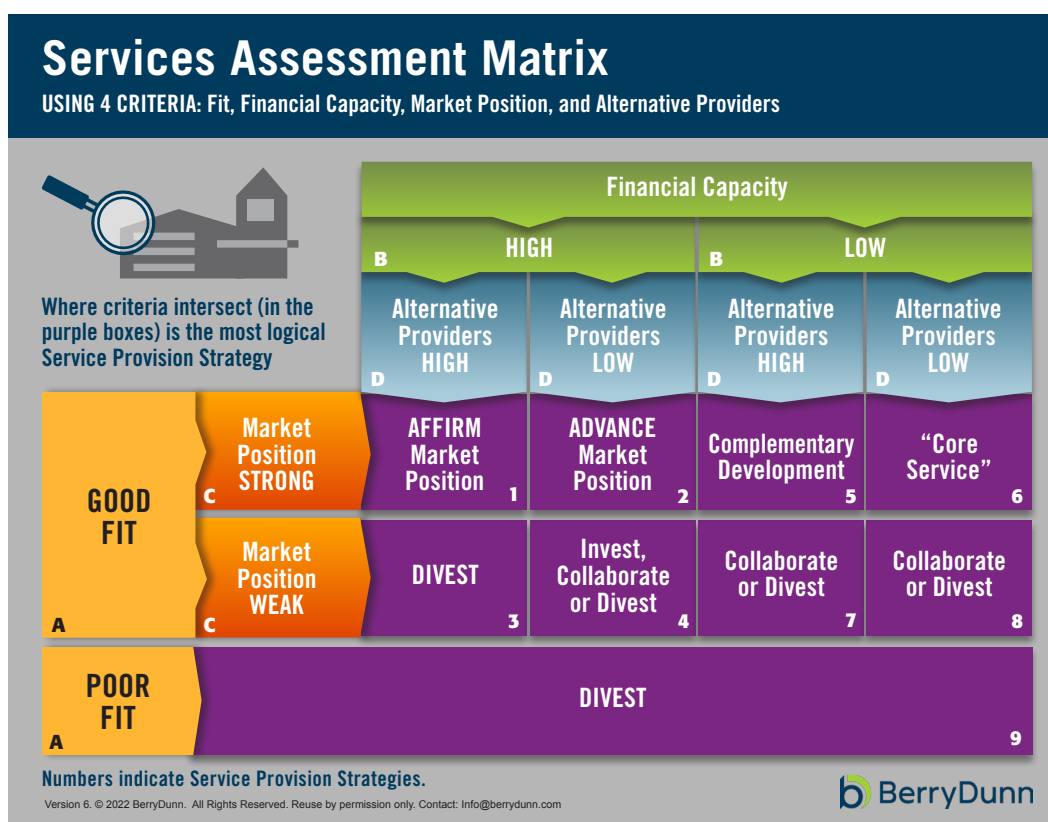 Services Assessment Matrix
USING 4 CRITERIA: Fit, Financial Capacity, Market Position, and Alternative Providers
Where criteria intersect (in the
purple boxes) is the most logical
Service Provision Strategy
Financial Capacity
B
HIGH
B
LOW
Alternative
Providers
HIGH
D
Alternative
Providers
LOW
D
Alternative
Providers
HIGH
D
Alternative
Providers
LOW
D
GOOD
FIT
A
Market
Position
STRONG
C
AFFIRM
Market
Position
1
ADVANCE
Market
Position
2
Complementary
Development
5
“Core
Service”
6
Market
Position
WEAK
C
DIVEST
3
Invest,
Collaborate
or Divest
4
Collaborate
or Divest
7
Collaborate
or Divest
8
POOR
FIT
A
DIVEST
9
Numbers indicate Service Provision Strategies.
Version 6. © 2022 BerryDunn. All Rights Reserved. Reuse by permission only. Contact: Info@berrydunn.com
b BerryDunn